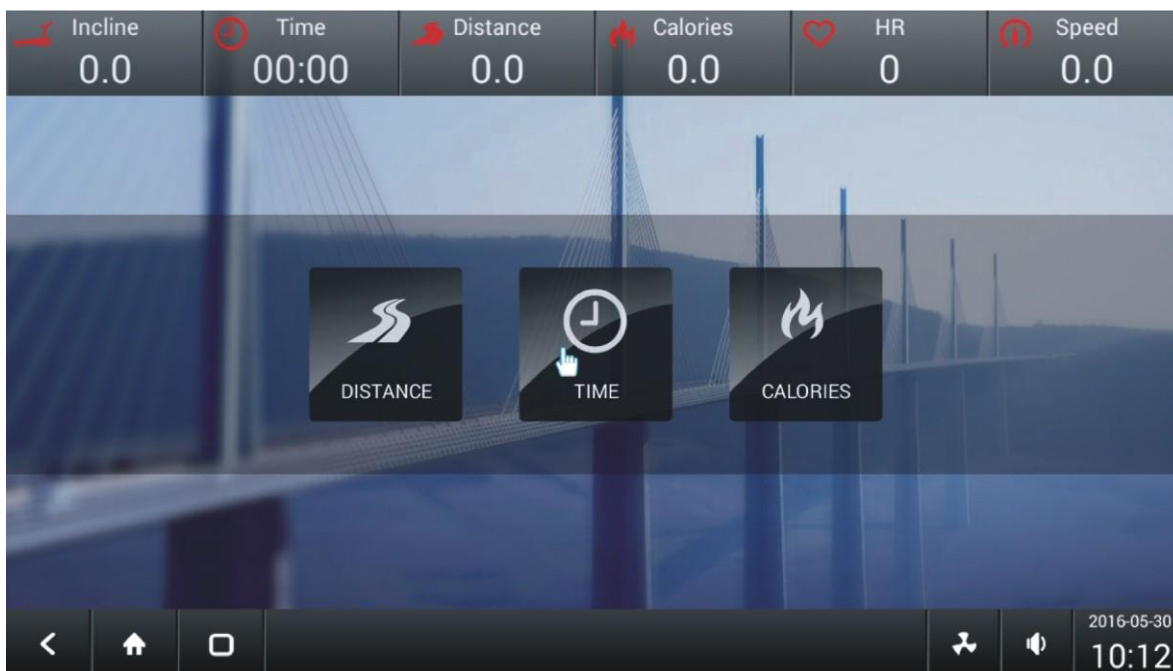 Incline Time Distance Calories HR Speed
0.0 00:00 0.0 0.0 0 0.0
DISTANCE TIME CALORIES
2016-05-30
10:12